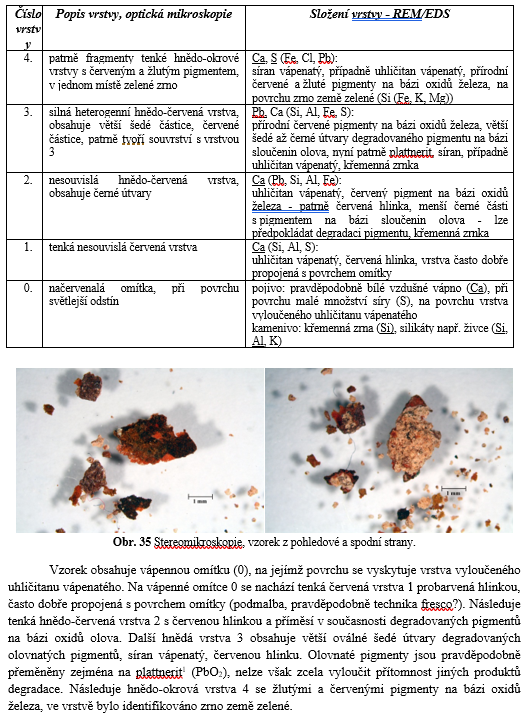 Číslo vrstvy
Popis vrstvy, optická mikroskopie
Složení vrstvy - REM/EDS
4.
patrně fragmenty tenké hnědo-okrové
vrstvy s červeným a žlutým pigmentem,
v jednom místě zelené zrno
Ca, S (Fe, Cl, Pb):
síran vápenatý, případně uhličitan vápenatý, přírodní
červené a žluté pigmenty na bázi oxidů železa, na
povrchu zrno země zelené (Si (Fe, K, Mg))
3.
silná heterogenní hnědo-červená vrstva,
obsahuje větší šedé částice, červené
částice, patrně tvoří souvrství s vrstvou
3
Pb, Ca (Si, Al, Fe, S):
přírodní červené pigmenty na bázi oxidů železa, větší
šedé až černé útvary degradovaného pigmentu na bázi
sloučenin olova, nyní patrně plattnerit, síran, případně
uhličitan vápenatý, křemenná zrnka
2.
nesouvislá hnědo-červená vrstva,
obsahuje černé útvary
Ca (Pb, Si, Al, Fe):
uhličitan vápenatý, červený pigment na bázi oxidů
železa - patrně červená hlinka, menší černé části
s pigmentem na bázi sloučenin olova - lze
předpokládat degradaci pigmentu, křemenná zrnka
1.
tenká nesouvislá červená vrstva
Ca (Si, Al, S):
uhličitan vápenatý, červená hlinka, vrstva často dobře
propojená s povrchem omítky
0.
načervenalá omítka, při povrchu
světlejší odstín
pojivo: pravděpodobně bílé vzdušné vápno (Ca), při
povrchu malé množství síry (S), na povrchu vrstva
vyloučeného uhličitanu vápenatého
kamenivo: křemenná zrna (Si), silikáty např. živce (Si,
Al, K)
1 mm
1 mm
Obr. 35 Stereomikroskopie, vzorek z pohledové a spodní strany.
Vzorek obsahuje vápennou omítku (0), na jejímž povrchu se vyskytuje vrstva vyloučeného
uhličitanu vápenatého. Na vápenné omítce 0 se nachází tenká červená vrstva 1 probarvená hlinkou,
často dobře propojená s povrchem omítky (podmalba, pravděpodobně technika fresco?). Následuje
tenká hnědo-červená vrstva 2 s červenou hlinkou a příměsí v současnosti degradovaných pigmentů
na bázi oxidů olova. Další hnědá vrstva 3 obsahuje větší oválné šedé útvary degradovaných
olovnatých pigmentů, síran vápenatý, červenou hlinku. Olovnaté pigmenty jsou pravděpodobně
přeměněny zejména na plattnerit¹ (PbO₂), nelze však zcela vyloučit přítomnost jiných produktů
degradace. Následuje hnědo-okrová vrstva 4 se žlutými a červenými pigmenty na bázi oxidů
železa, ve vrstvě bylo identifikováno zrno země zelené.